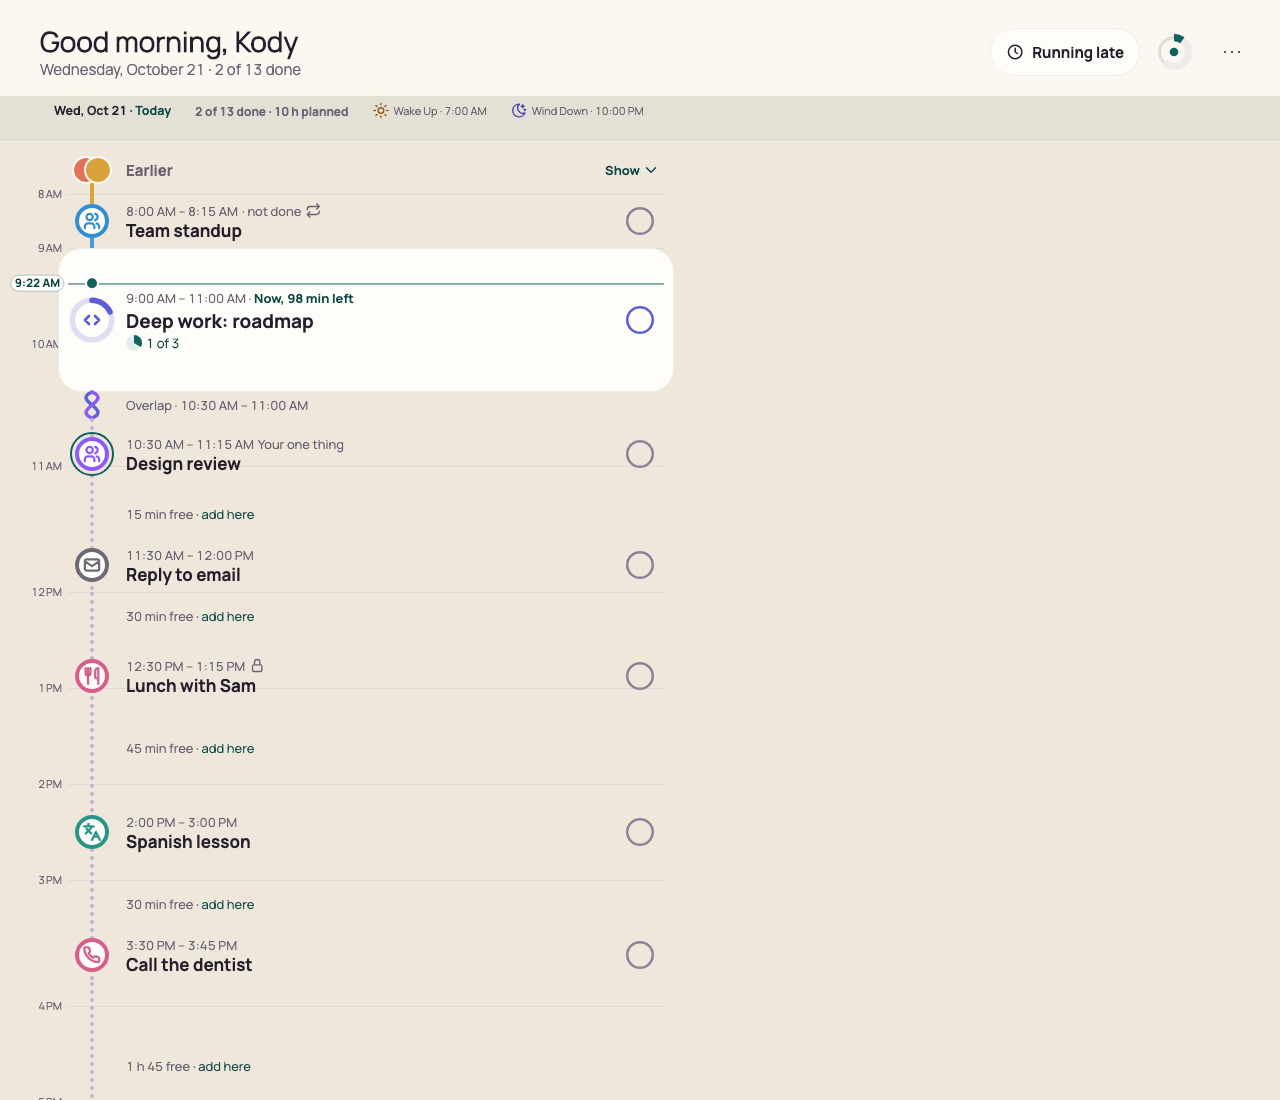 Good morning, Kody
Wednesday, October 21 · 2 of 13 done
Running late
Wed, Oct 21 · Today
2 of 13 done · 10 h planned
Wake Up · 7:00 AM
Wind Down · 10:00 PM
Earlier
Show
8 AM
8:00 AM – 8:15 AM · not done
Team standup
9 AM
9:22 AM
9:00 AM – 11:00 AM · Now, 98 min left
Deep work: roadmap
1 of 3
10 AM
Overlap · 10:30 AM – 11:00 AM
10:30 AM – 11:15 AM Your one thing
Design review
11 AM
15 min free · add here
11:30 AM – 12:00 PM
Reply to email
12 PM
30 min free · add here
12:30 PM – 1:15 PM
Lunch with Sam
1 PM
45 min free · add here
2 PM
2:00 PM – 3:00 PM
Spanish lesson
3 PM
30 min free · add here
3:30 PM – 3:45 PM
Call the dentist
4 PM
1 h 45 free · add here